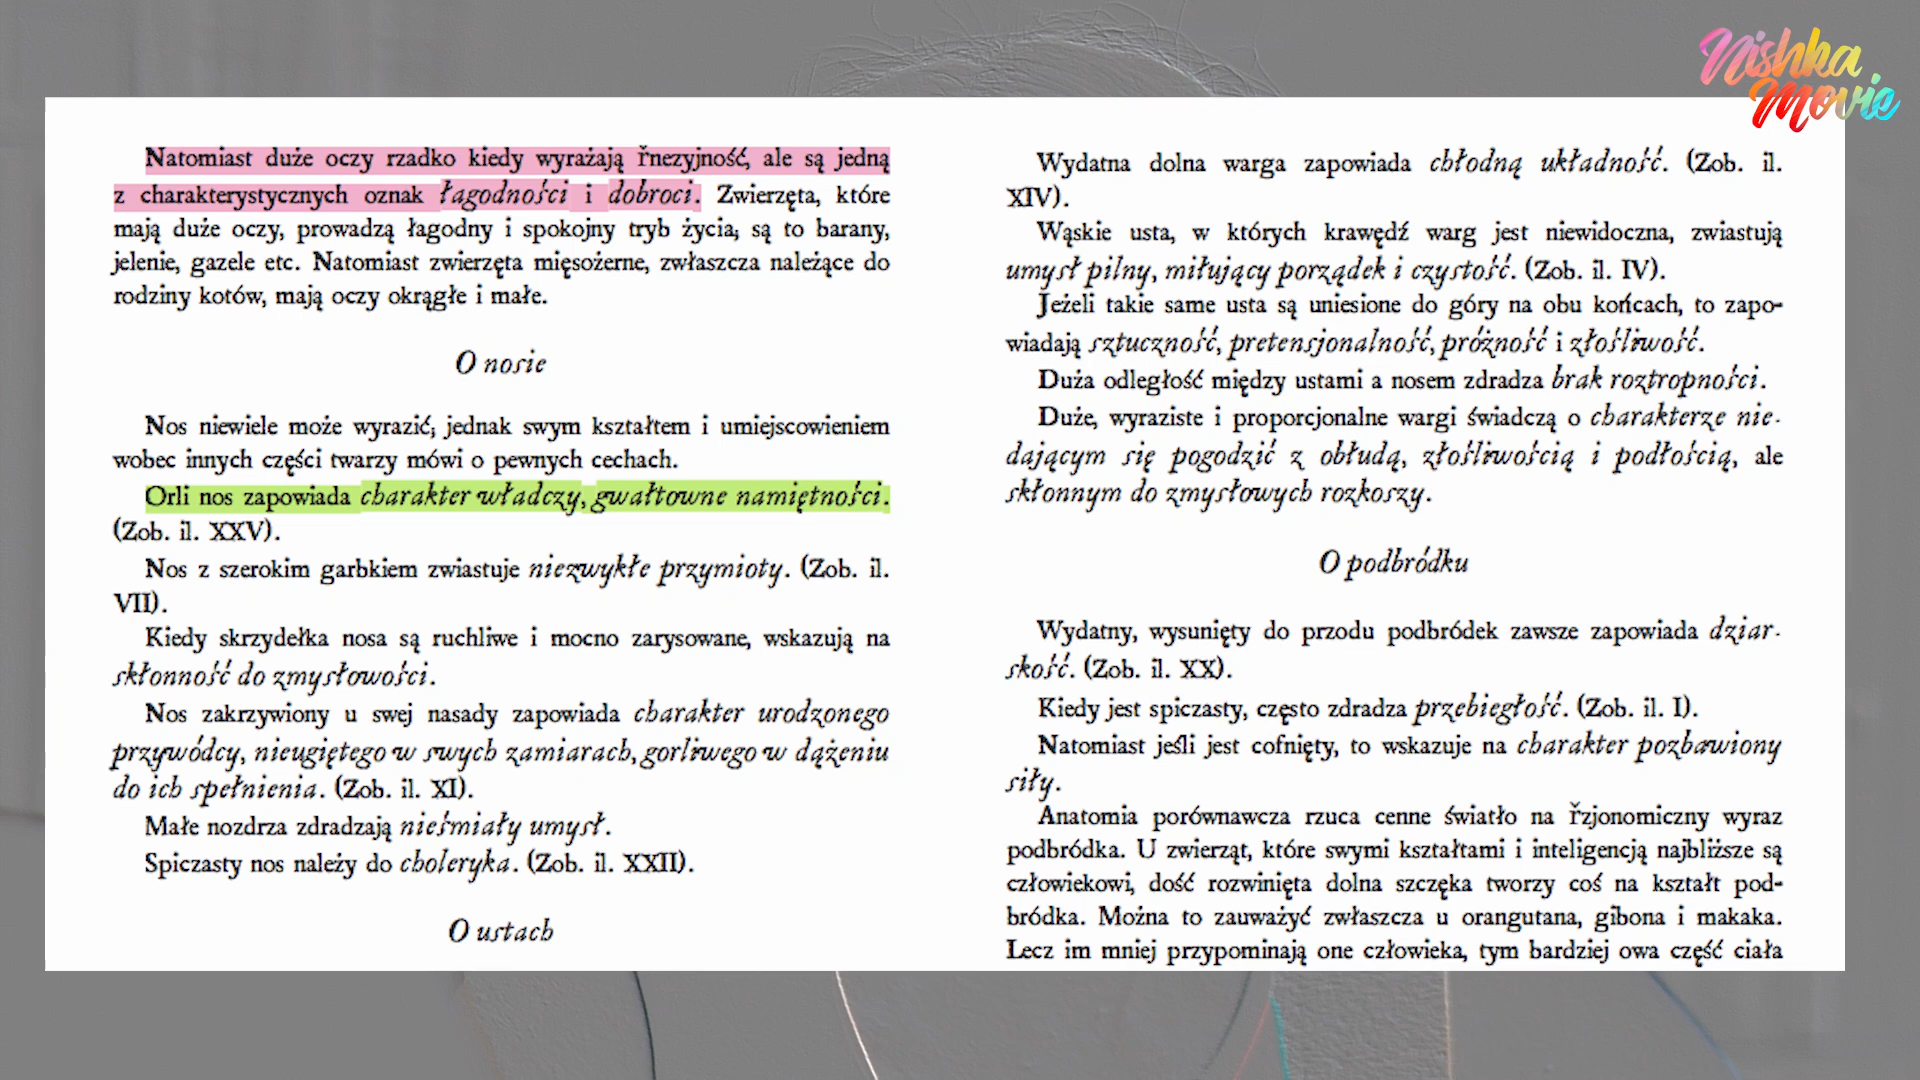 Nishka
Movie
Natomiast duże oczy rzadko kiedy wyrażają řnezyjność, ale są jedną
z charakterystycznych oznak łagodności i dobroci. Zwierzęta, które
mają duże oczy, prowadzą łagodny i spokojny tryb życia; są to barany,
jelenie, gazele etc. Natomiast zwierzęta mięsożerne, zwłaszcza należące do
rodziny kotów, mają oczy okrągłe i małe.
O nosie
Nos niewiele może wyrazić; jednak swym kształtem i umiejscowieniem
wobec innych części twarzy mówi o pewnych cechach.
Orli nos zapowiada charakter władczy, gwałtowne namiętności.
(Zob. il. XXV).
Nos z szerokim garbkiem zwiastuje niezwykłe przymioty. (Zob. il.
VII).
Kiedy skrzydełka nosa są ruchliwe i mocno zarysowane, wskazują na
skłonność do zmysłowości.
Nos zakrzywiony u swej nasady zapowiada charakter urodzonego
przywódcy, nieugiętego w swych zamiarach, gorliwego w dążeniu
do ich spełnienia. (Zob. il. XI).
Małe nozdrza zdradzają nieśmiały umysł.
Spiczasty nos należy do choleryka. (Zob. il. XXII).
O ustach
Wydatna dolna warga zapowiada chłodną układność. (Zob. il.
XIV).
Wąskie usta, w których krawędź warg jest niewidoczna, zwiastują
umysł pilny, miłujący porządek i czystość. (Zob. il. IV).
Jeżeli takie same usta są uniesione do góry na obu końcach, to zapo-
wiadają sztuczność, pretensjonalność, próżność i złośliwość.
Duża odległość między ustami a nosem zdradza brak roztropności.
Duże, wyraziste i proporcjonalne wargi świadczą o charakterze nie-
dającym się pogodzić z obłudą, złośliwością i podłością, ale
skłonnym do zmysłowych rozkoszy.
O podbródku
Wydatny, wysunięty do przodu podbródek zawsze zapowiada dziar-
skość. (Zob. il. XX).
Kiedy jest spiczasty, często zdradza przebiegłość. (Zob. il. I).
Natomiast jeśli jest cofnięty, to wskazuje na charakter pozbawiony
siły.
Anatomia porównawcza rzuca cenne światło na řzjonomiczny wyraz
podbródka. U zwierząt, które swymi kształtami i inteligencją najbliższe są
człowiekowi, dość rozwinięta dolna szczęka tworzy coś na kształt pod-
bródka. Można to zauważyć zwłaszcza u orangutana, gibona i makaka.
Lecz im mniej przypominają one człowieka, tym bardziej owa część ciała